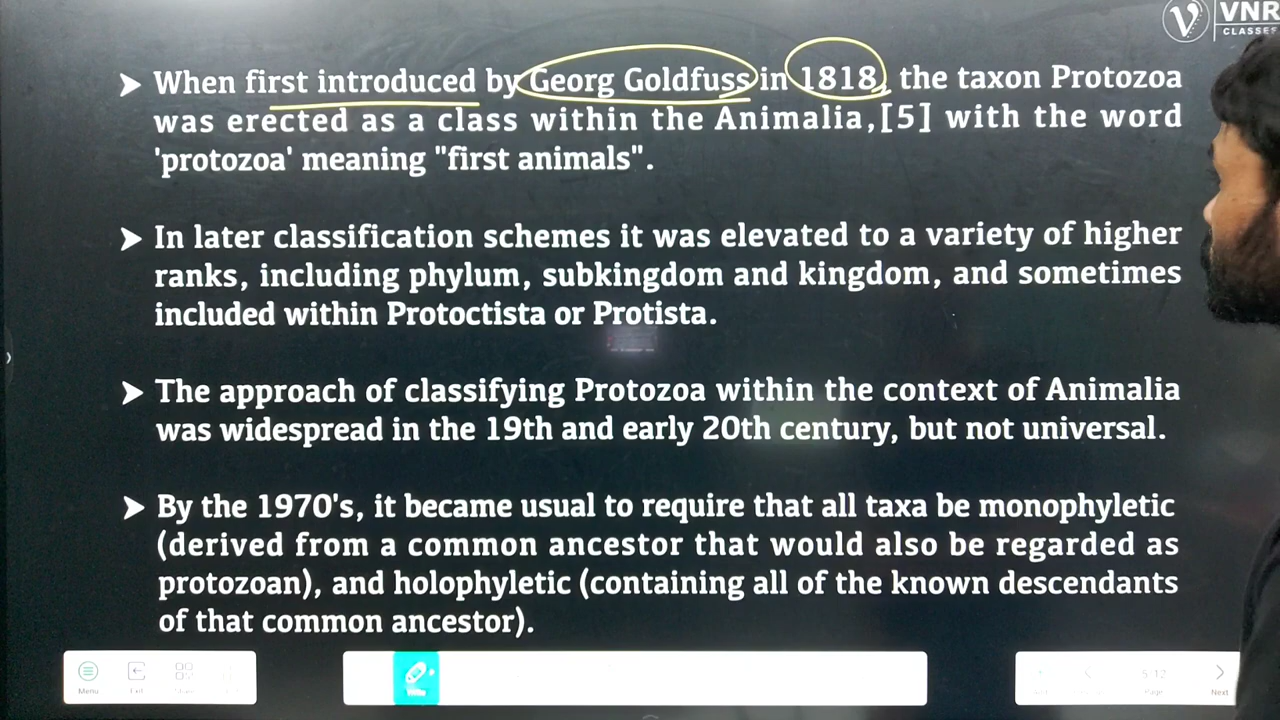 VNR
CLASSES
➤ When first introduced by Georg Goldfuss in 1818, the taxon Protozoa
was erected as a class within the Animalia,[5] with the word
'protozoa' meaning "first animals".
➤ In later classification schemes it was elevated to a variety of higher
ranks, including phylum, subkingdom and kingdom, and sometimes
included within Protoctista or Protista.
➤ The approach of classifying Protozoa within the context of Animalia
was widespread in the 19th and early 20th century, but not universal.
➤ By the 1970's, it became usual to require that all taxa be monophyletic
(derived from a common ancestor that would also be regarded as
protozoan), and holophyletic (containing all of the known descendants
of that common ancestor).
Menu Exit Write 5:12 Page Next